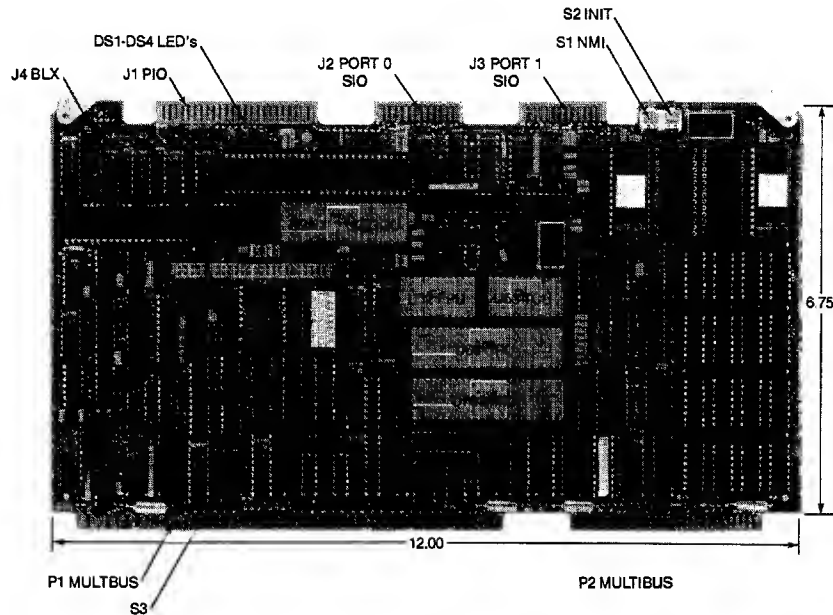 S2 INIT
DS1-DS4 LED's
S1 NMI
J4 BLX
J1 PIO
J2 PORT 0
SIO
J3 PORT 1
SIO
6.75
12.00
P1 MULTBUS
P2 MULTIBUS
S3